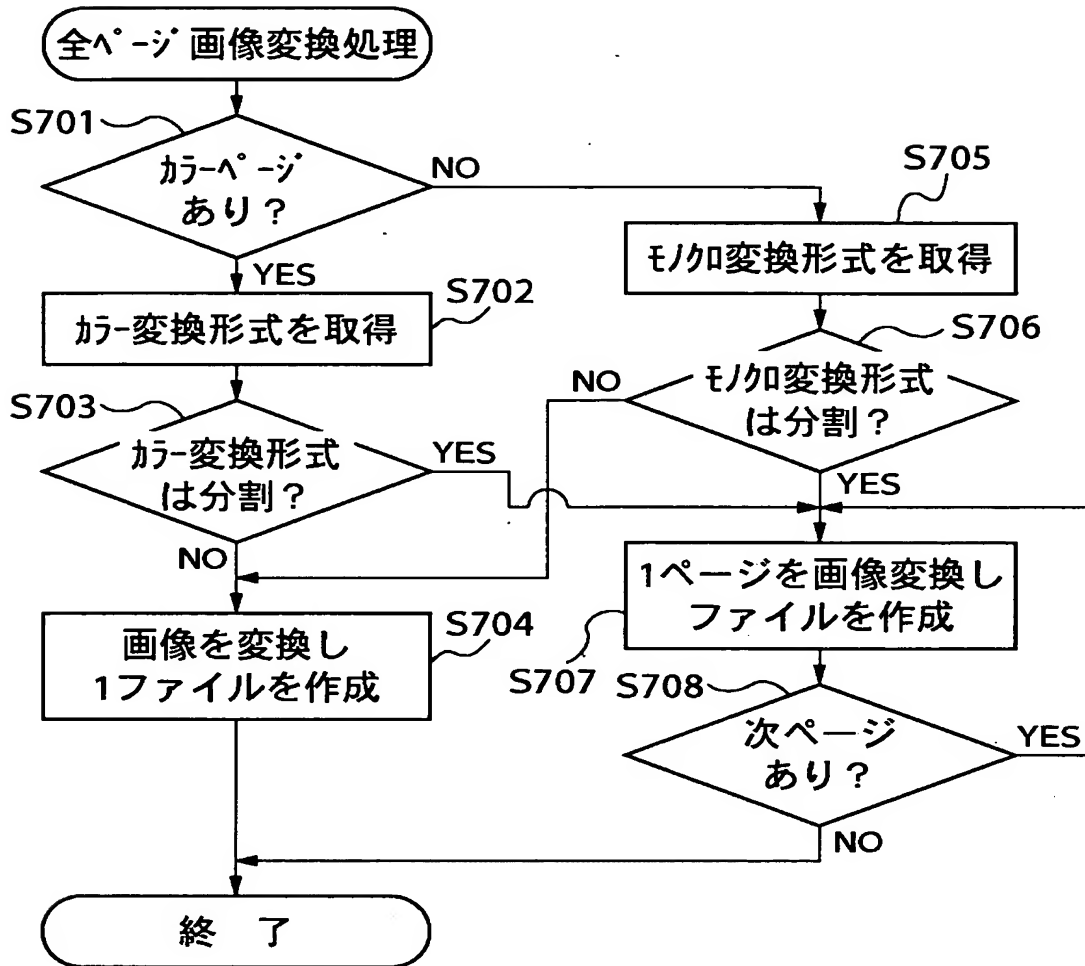 全ページ画像変換処理
S701
カラーページ
あり？
NO
YES
S702
カラー変換形式を取得
S703
カラー変換形式
は分割？
YES
NO
画像を変換し
1ファイルを作成
S704
S705
モノクロ変換形式を取得
S706
NO
モノクロ変換形式
は分割？
YES
1ページを画像変換し
ファイルを作成
S707
S708
次ページ
あり？
YES
NO
終 了